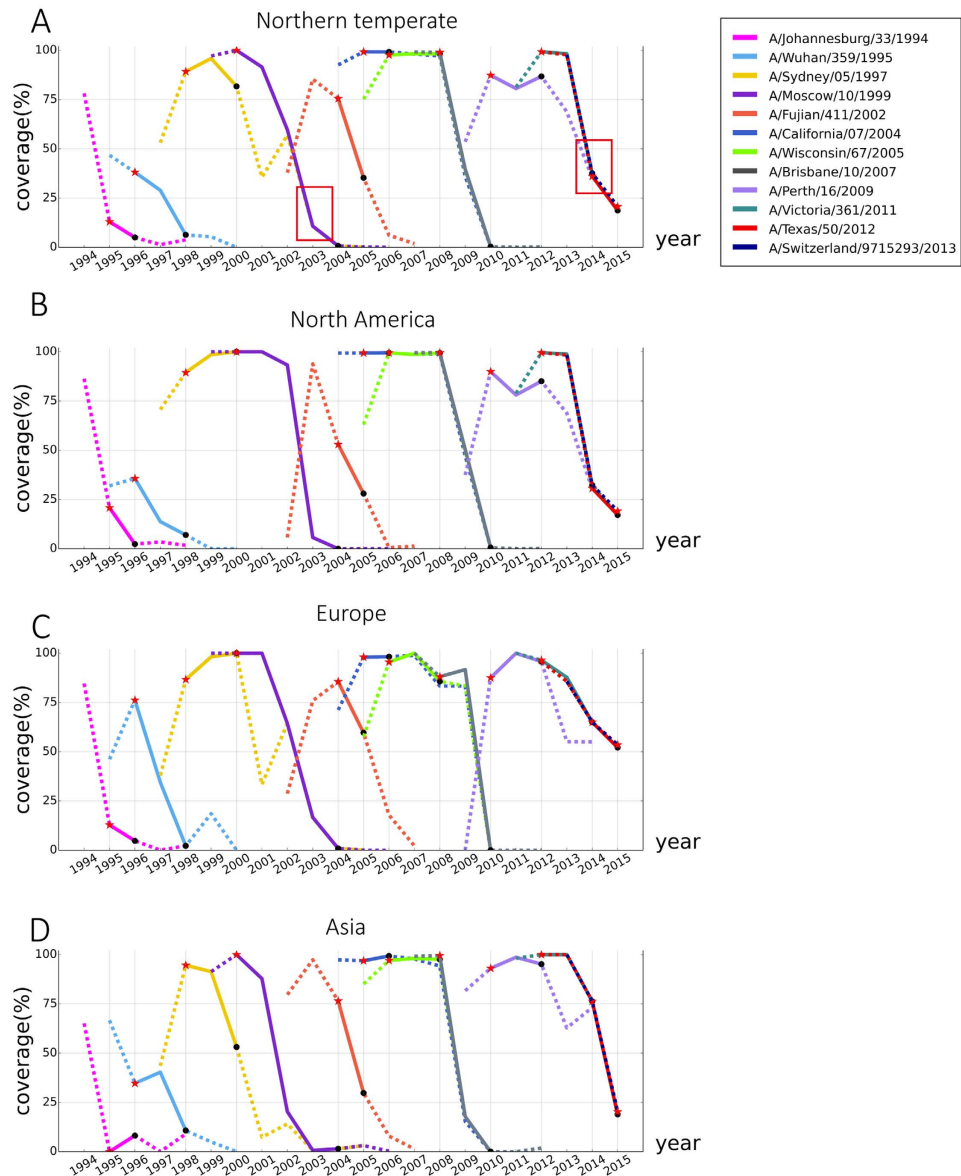 A
Northern temperate
coverage(%)
100
75
50
25
0
1994 1995 1996 1997 1998 1999 2000 2001 2002 2003 2004 2005 2006 2007 2008 2009 2010 2011 2012 2013 2014 2015
year
A/Johannesburg/33/1994
A/Wuhan/359/1995
A/Sydney/05/1997
A/Moscow/10/1999
A/Fujian/411/2002
A/California/07/2004
A/Wisconsin/67/2005
A/Brisbane/10/2007
A/Perth/16/2009
A/Victoria/361/2011
A/Texas/50/2012
A/Switzerland/9715293/2013
B
North America
coverage(%)
100
75
50
25
0
1994 1995 1996 1997 1998 1999 2000 2001 2002 2003 2004 2005 2006 2007 2008 2009 2010 2011 2012 2013 2014 2015
year
C
Europe
coverage(%)
100
75
50
25
0
1994 1995 1996 1997 1998 1999 2000 2001 2002 2003 2004 2005 2006 2007 2008 2009 2010 2011 2012 2013 2014 2015
year
D
Asia
coverage(%)
100
75
50
25
0
1994 1995 1996 1997 1998 1999 2000 2001 2002 2003 2004 2005 2006 2007 2008 2009 2010 2011 2012 2013 2014 2015
year